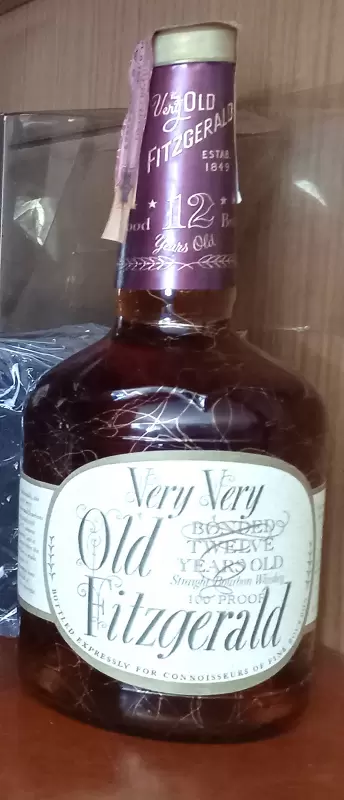 Very
OLD
FITZGERALD
ESTAB.
1849
12
Years Old
Very Very
Old
BONDED
TWELVE
YEARS OLD
Straight Bourbon Whiskey
100 PROOF
Fitzgerald
BOTTLED EXPRESSLY FOR CONNOISSEURS OF FINE BOURBON